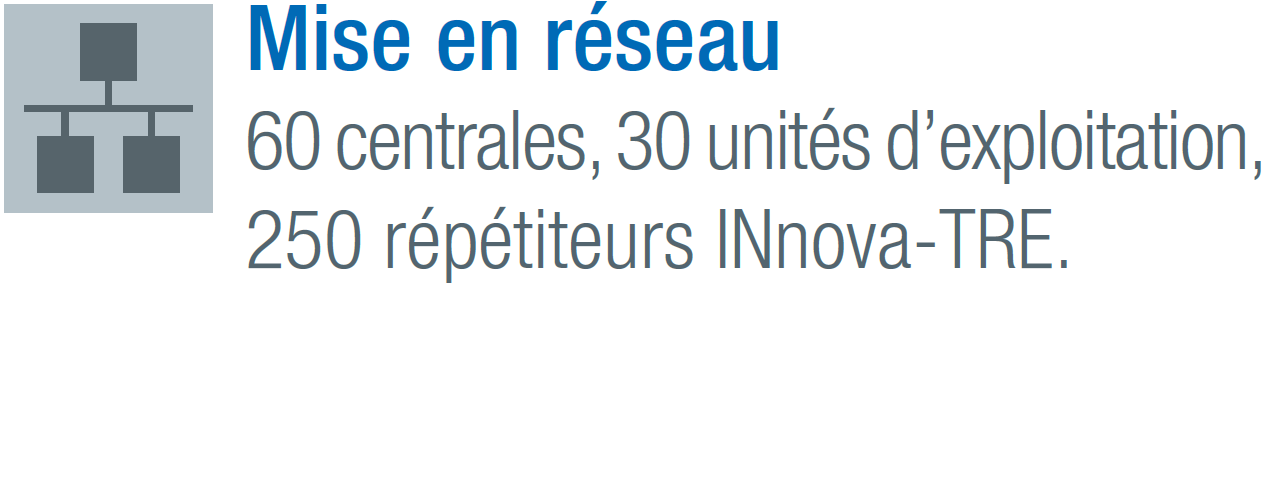 Mise en réseau
60 centrales, 30 unités d’exploitation,
250 répétiteurs INnova-TRE.